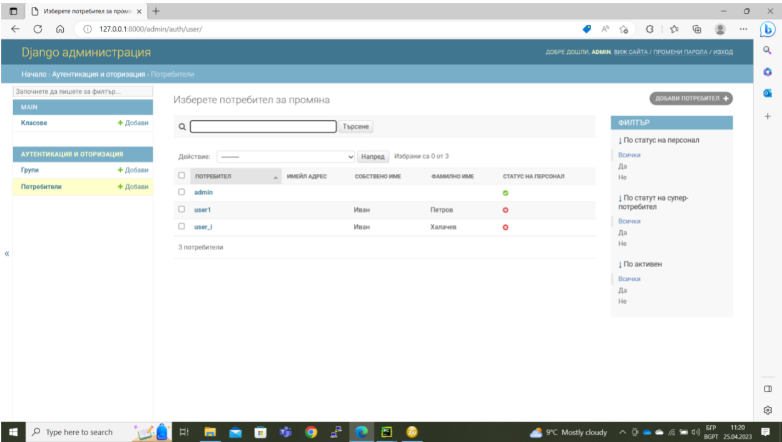 Изберете потребител за промя
127.0.0.1:8000/admin/auth/user/
Django администрация
ДОБРЕ ДОШЛИ, ADMIN. ВИЖ САЙТА / ПРОМЕНИ ПАРОЛА / ИЗХОД
Начало › Аутентикация и оторизация › Потребители
Започнете да пишете за филтър...
MAIN
Класове + Добави
АУТЕНТИКАЦИЯ И ОТОРИЗАЦИЯ
Групи + Добави
Потребители + Добави
«
Изберете потребител за промяна
ДОБАВИ ПОТРЕБИТЕЛ +
Търсене
Действие: --------- Напред Избрани са 0 от 3
ПОТРЕБИТЕЛ ИМЕЙЛ АДРЕС СОБСТВЕНО ИМЕ ФАМИЛНО ИМЕ СТАТУС НА ПЕРСОНАЛ
admin
user1 Иван Петров
user_i Иван Халачев
3 потребители
ФИЛТЪР
↓ По статус на персонал
Всички
Да
Не
↓ По статут на супер-
потребител
Всички
Да
Не
↓ По активен
Всички
Да
Не
Type here to search
9°C Mostly cloudy
БГР 11:20
BGPT 25.04.2023